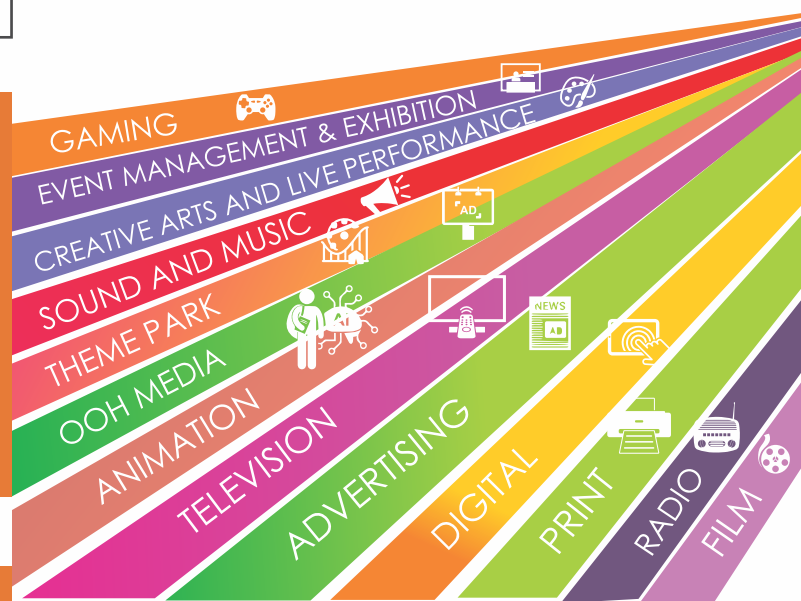 GAMING
EVENT MANAGEMENT & EXHIBITION
CREATIVE ARTS AND LIVE PERFORMANCE
SOUND AND MUSIC
THEME PARK
AD
OOH MEDIA
AI
ANIMATION
TELEVISION
NEWS
AD
ADVERTISING
DIGITAL
PRINT
RADIO
FILM